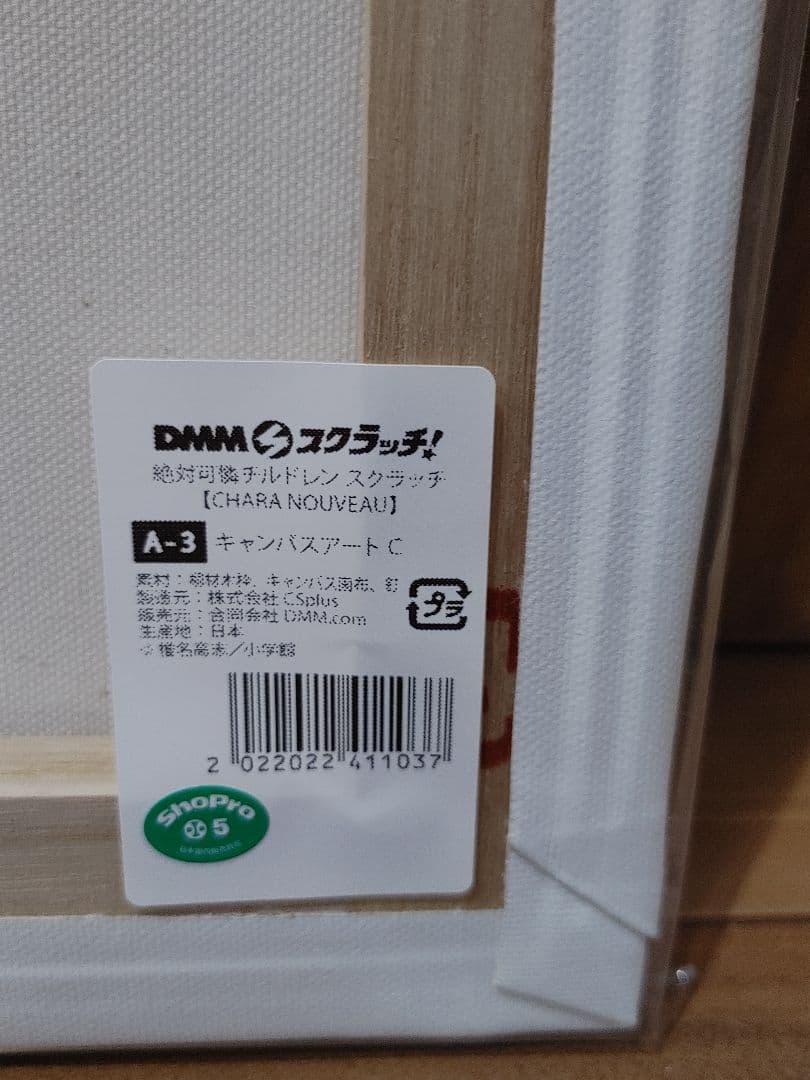 DMM スクラッチ!
絶対可憐チルドレン スクラッチ
【CHARA NOUVEAU】
A-3 キャンバスアート C
素材：桐材木枠、キャンバス画布、釘
製造元：株式会社 CSplus
販売元：合同会社 DMM.com
生産地：日本
椎名高志／小学館
プラ
2 022022 411037
ShoPro
5